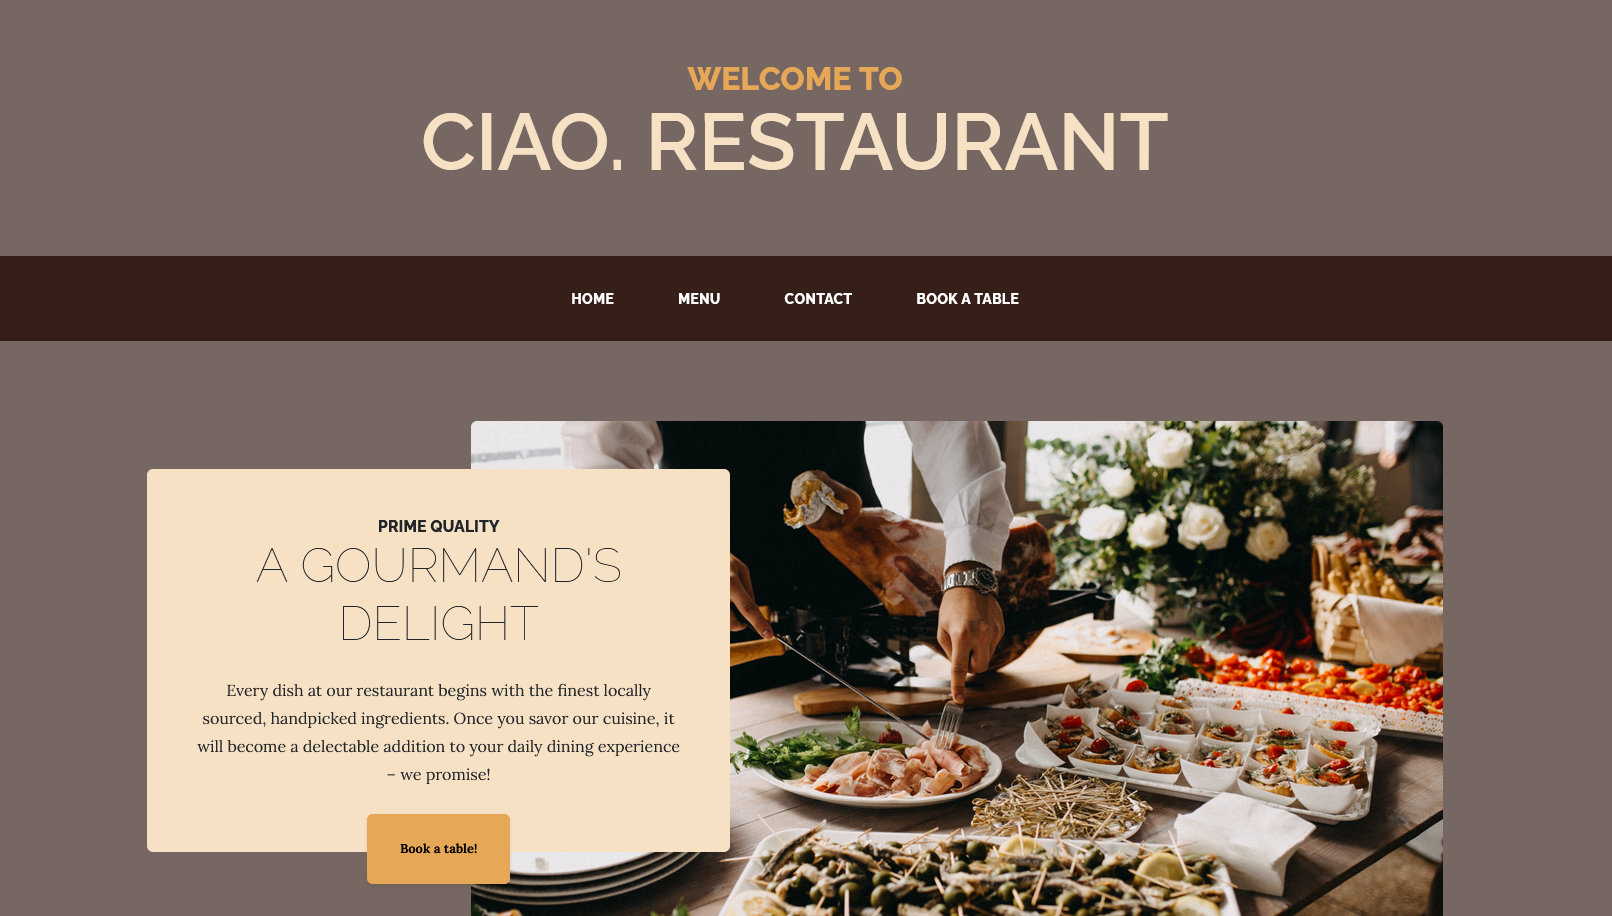 WELCOME TO
CIAO. RESTAURANT
HOME MENU CONTACT BOOK A TABLE
PRIME QUALITY
A GOURMAND'S
DELIGHT
Every dish at our restaurant begins with the finest locally
sourced, handpicked ingredients. Once you savor our cuisine, it
will become a delectable addition to your daily dining experience
– we promise!
Book a table!